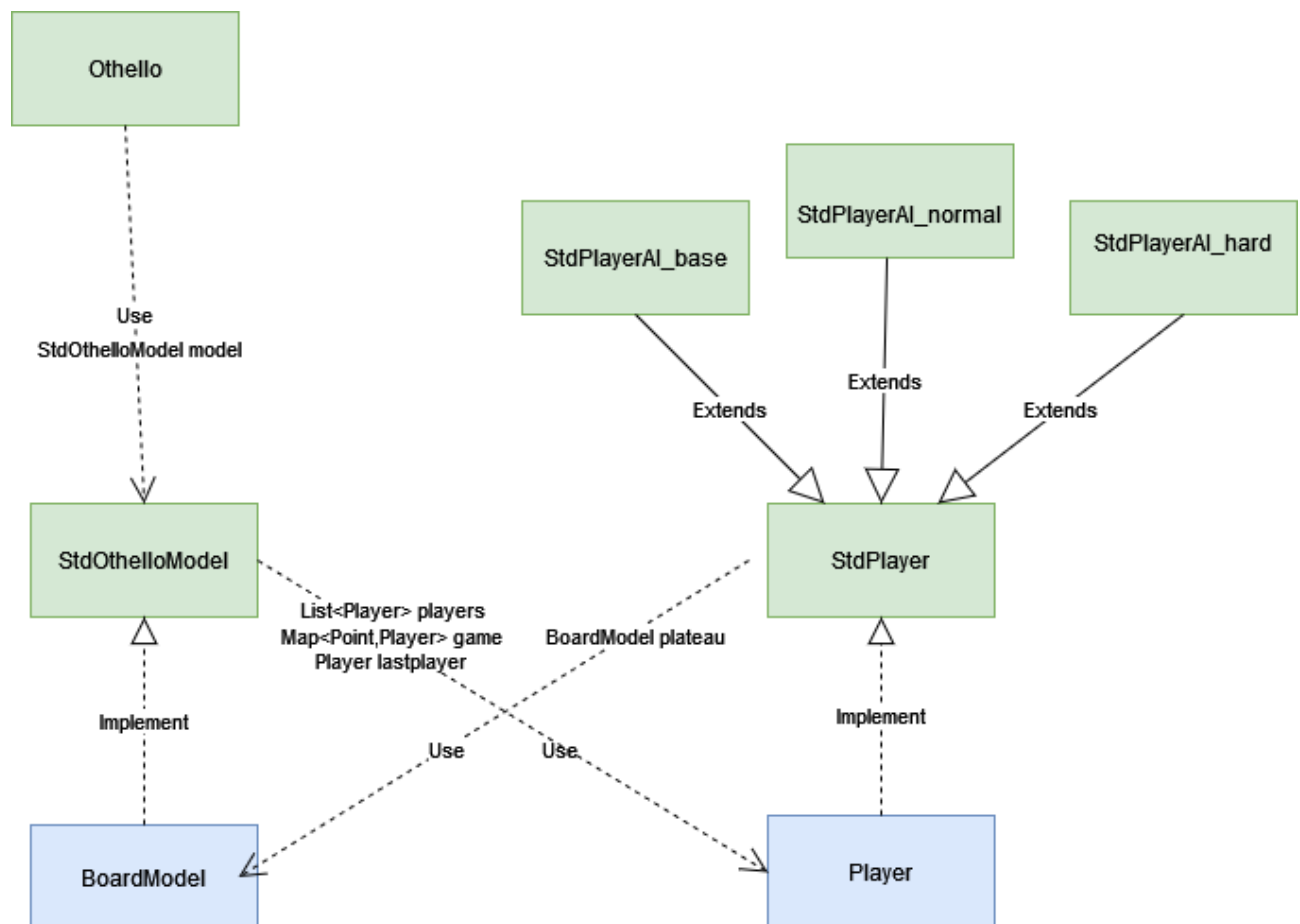 Othello
StdPlayerAI_normal
StdPlayerAI_base
StdPlayerAI_hard
Use
StdOthelloModel model
Extends
Extends
Extends
StdOthelloModel
StdPlayer
List<Player> players
Map<Point,Player> game
Player lastplayer
BoardModel plateau
Implement
Use
Use
Implement
BoardModel
Player